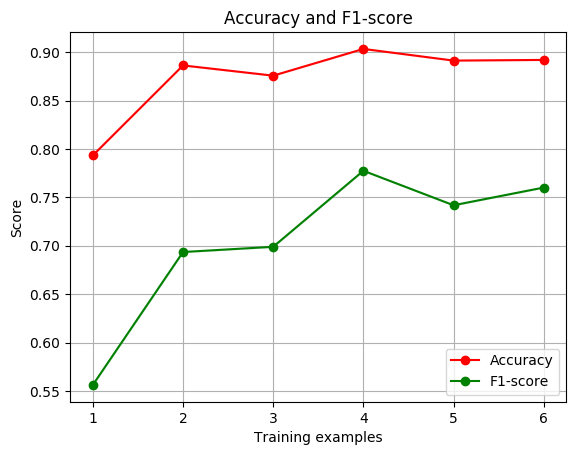 Accuracy and F1-score
0.90
0.85
0.80
0.75
0.70
0.65
0.60
0.55
Score
Accuracy
F1-score
1 2 3 4 5 6
Training examples